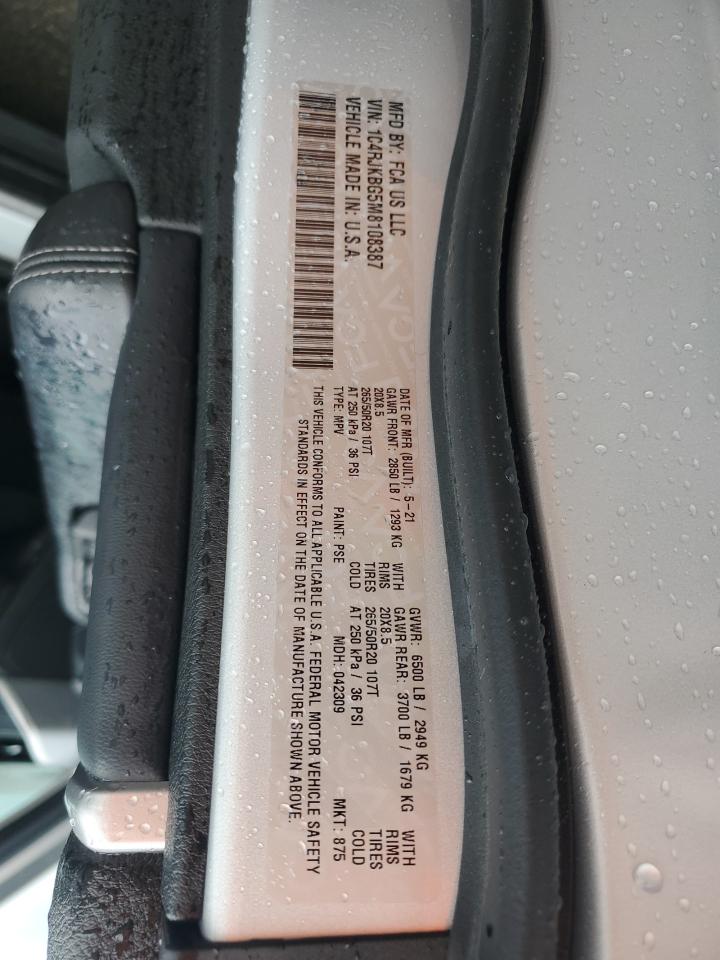 MFD BY: FCA US LLC
VIN: 1C4RJKBG5M8108387
VEHICLE MADE IN: U.S.A.
DATE OF MFR (BUILT): 5-21 GVWR: 6500 LB / 2949 KG
GAWR FRONT: 2850 LB / 1293 KG WITH GAWR REAR: 3700 LB / 1679 KG WITH
20X8.5 RIMS 20X8.5 RIMS
265/50R20 107T TIRES 265/50R20 107T TIRES
AT 250 kPa / 36 PSI COLD AT 250 kPa / 36 PSI COLD
TYPE: MPV PAINT: PSE MDH: 042309 MKT: 875
THIS VEHICLE CONFORMS TO ALL APPLICABLE U.S.A. FEDERAL MOTOR VEHICLE SAFETY
STANDARDS IN EFFECT ON THE DATE OF MANUFACTURE SHOWN ABOVE.